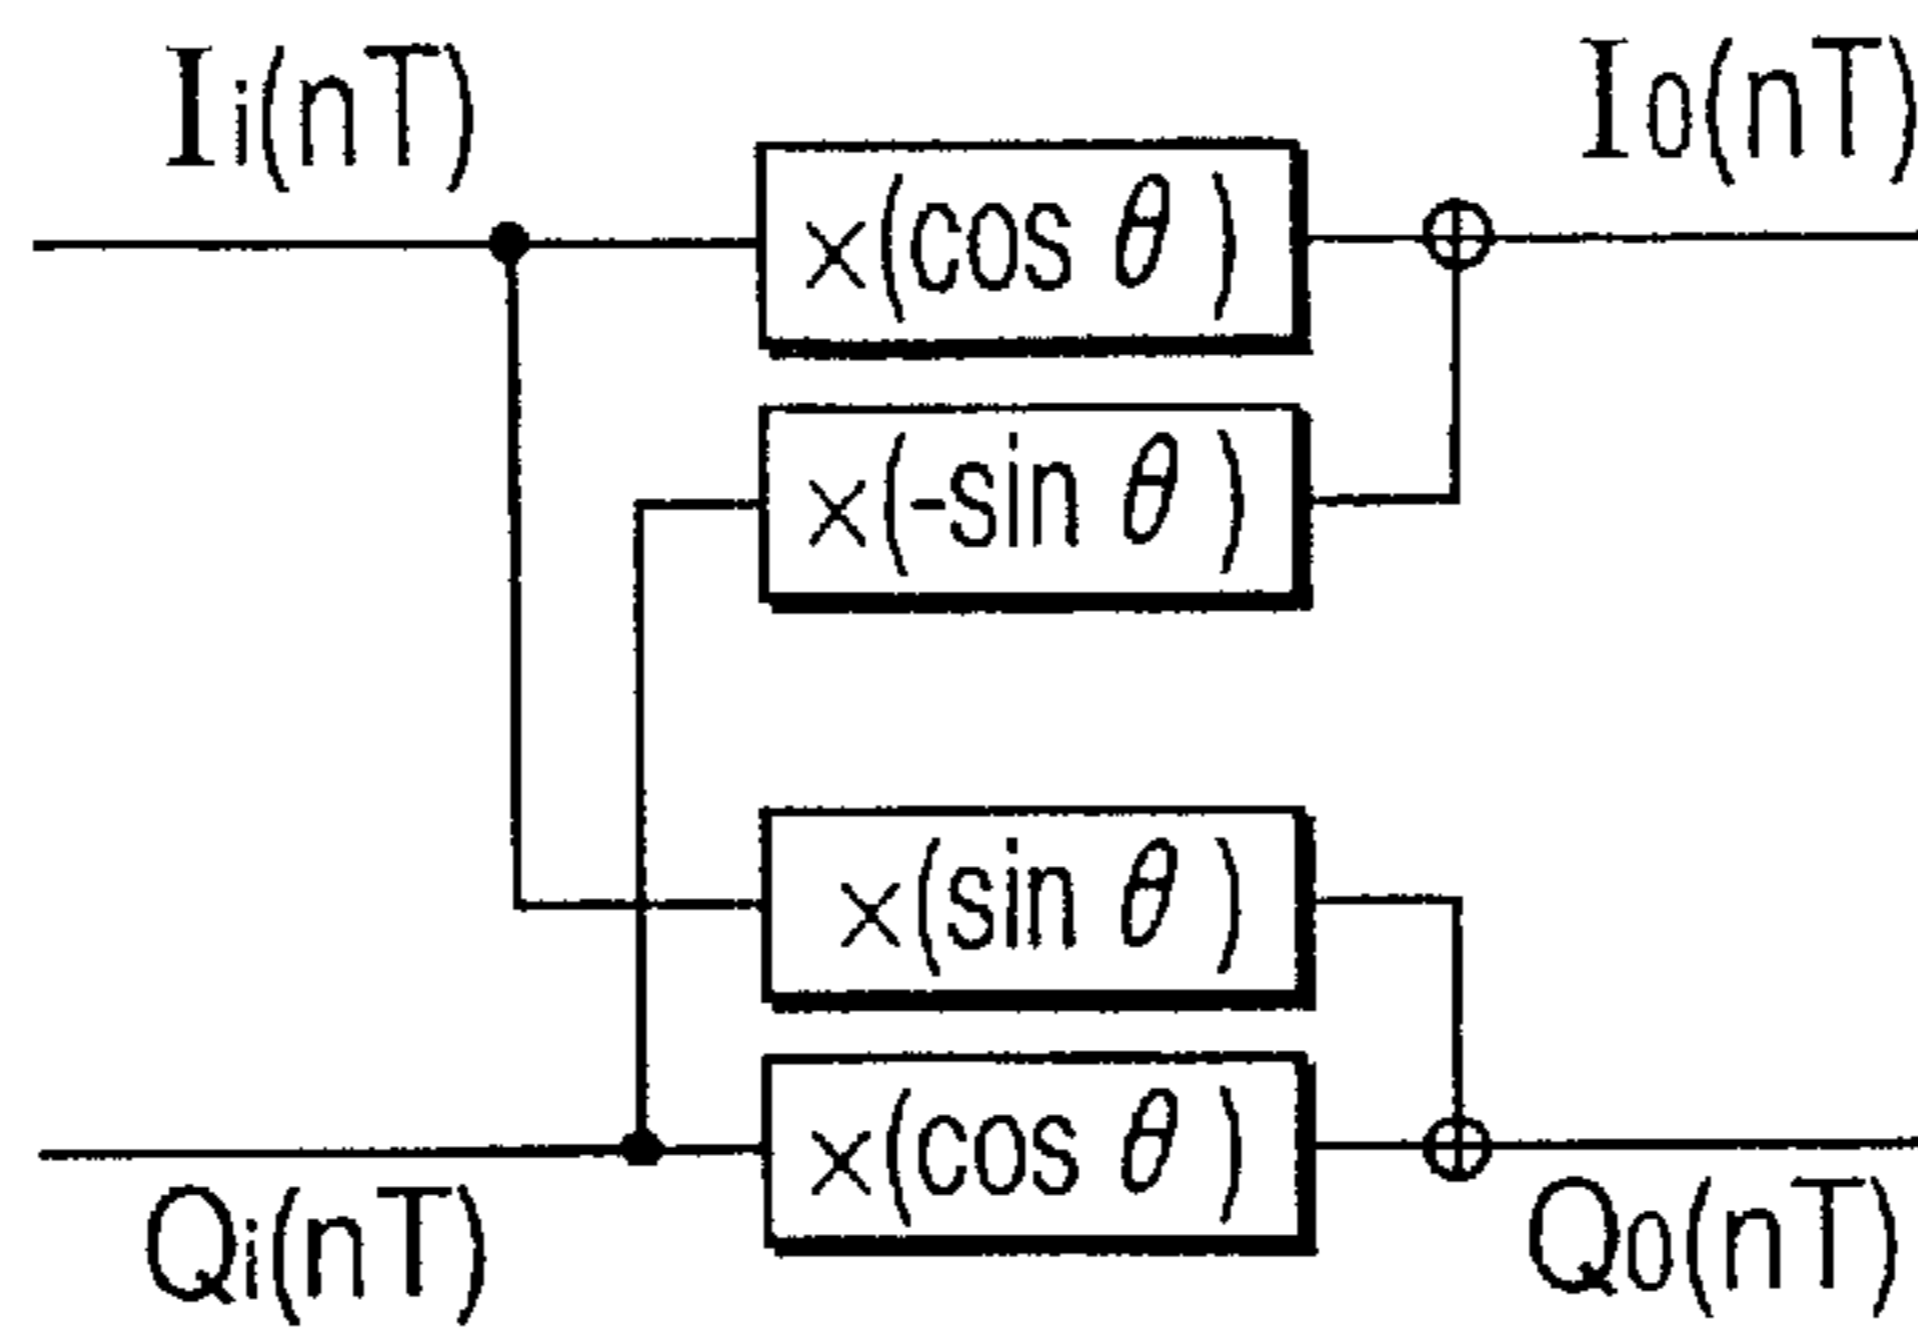 Ii(nT)
I0(nT)
×(cos θ)
×(-sin θ)
×(sin θ)
×(cos θ)
Qi(nT)
Q0(nT)